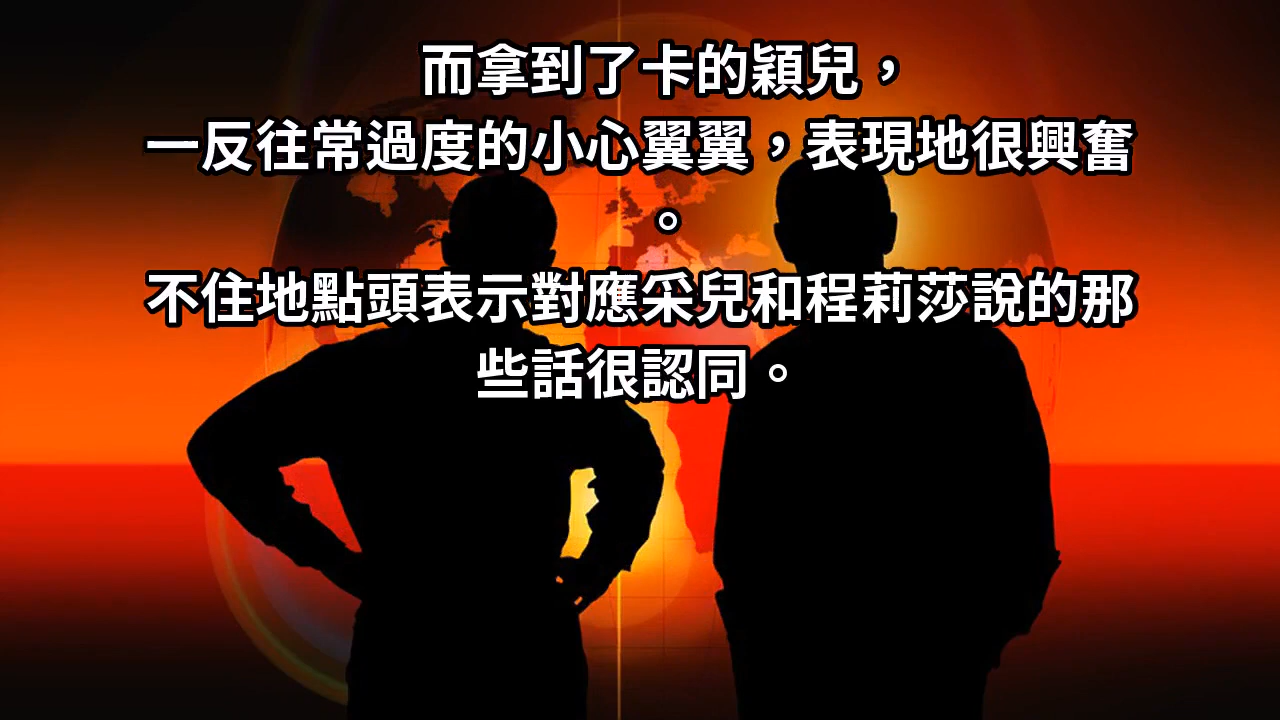 而拿到了卡的穎兒，
一反往常過度的小心翼翼，表現地很興奮
。
不住地點頭表示對應采兒和程莉莎說的那
些話很認同。